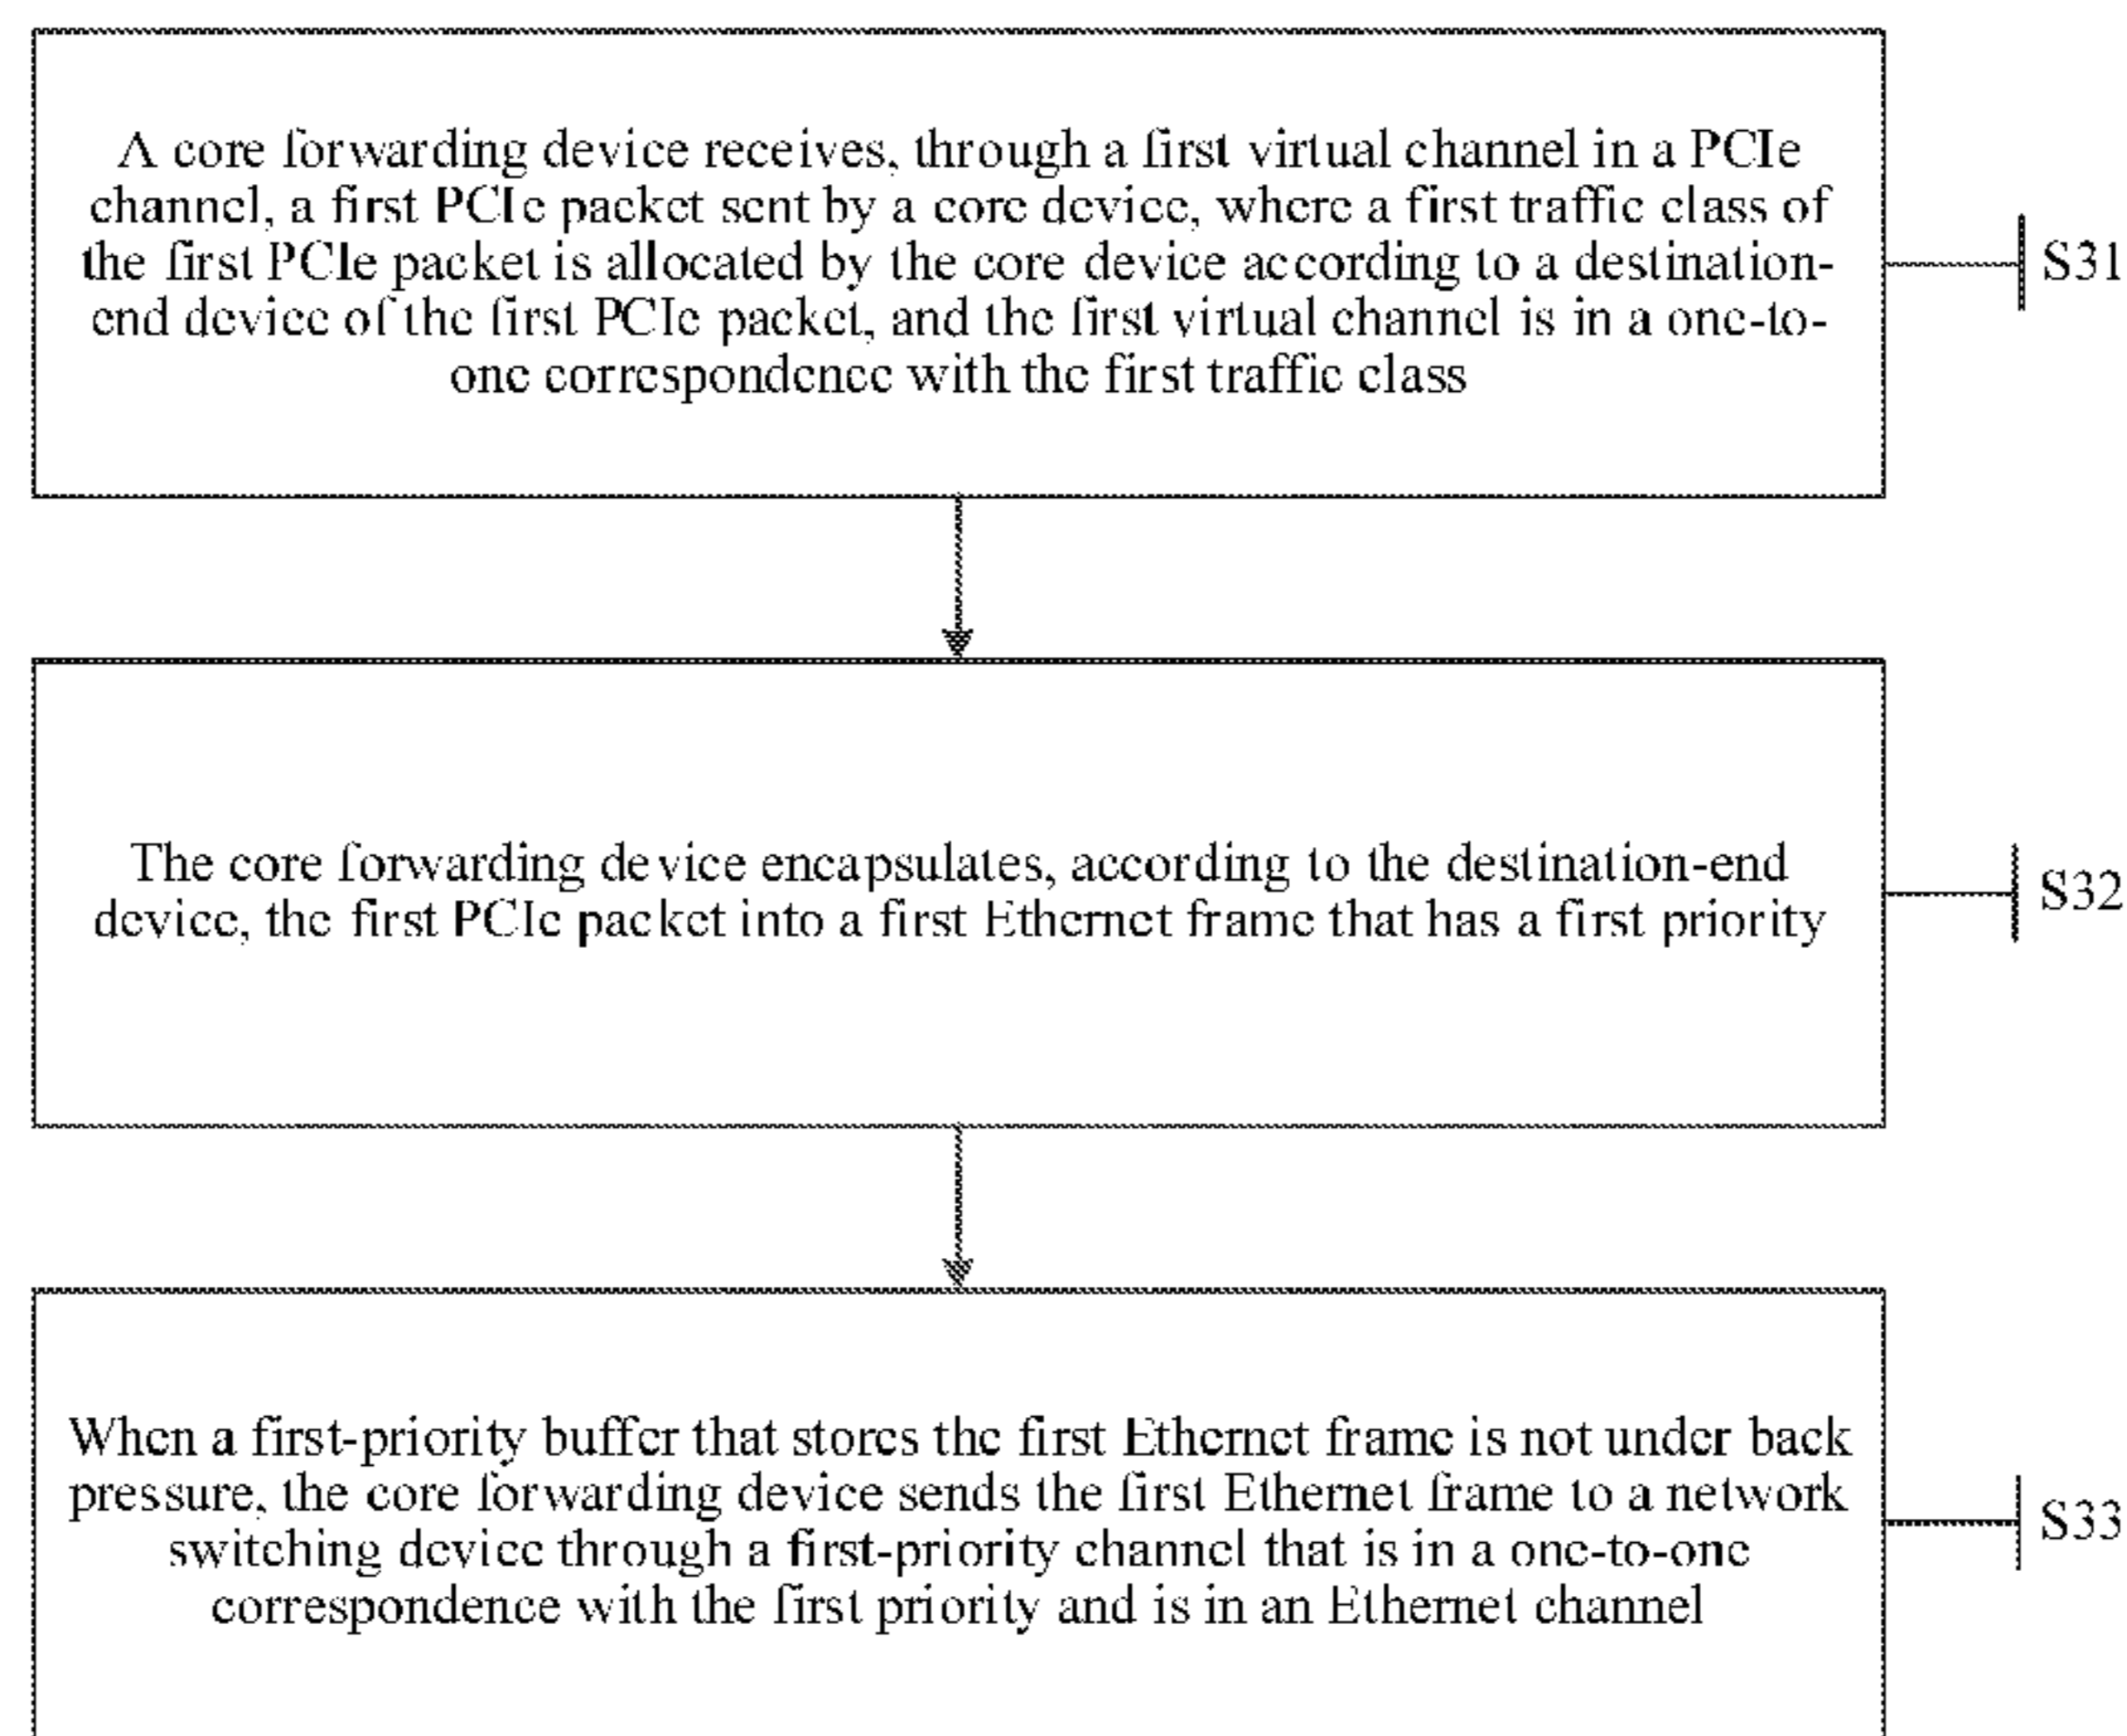 A core forwarding device receives, through a first virtual channel in a PCIe
channel, a first PCIe packet sent by a core device, where a first traffic class of
the first PCIe packet is allocated by the core device according to a destination-
end device of the first PCIe packet, and the first virtual channel is in a one-to-
one correspondence with the first traffic class
S31
The core forwarding device encapsulates, according to the destination-end
device, the first PCIe packet into a first Ethernet frame that has a first priority
S32
When a first-priority buffer that stores the first Ethernet frame is not under back
pressure, the core forwarding device sends the first Ethernet frame to a network
switching device through a first-priority channel that is in a one-to-one
correspondence with the first priority and is in an Ethernet channel
S33